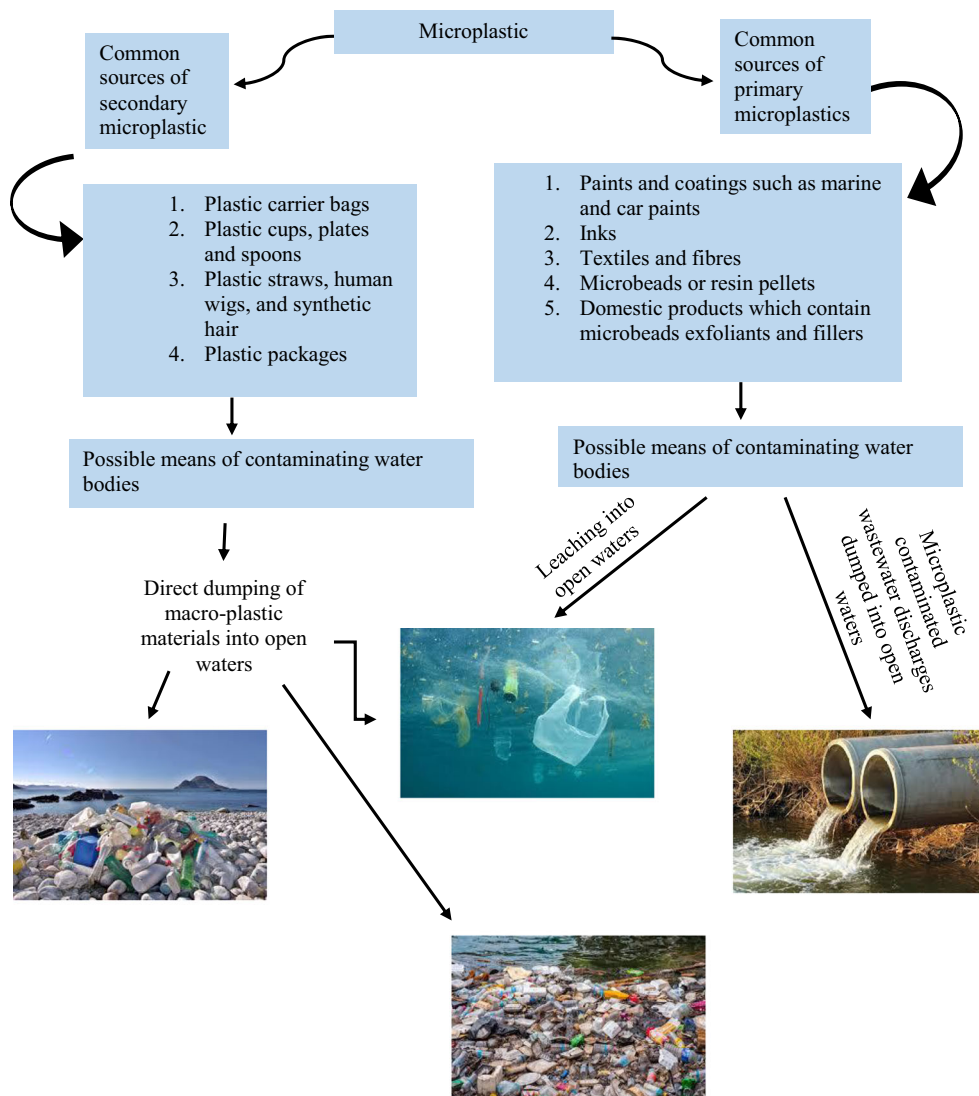 Microplastic
Common
sources of
secondary
microplastic
Common
sources of
primary
microplastics
1. Plastic carrier bags
2. Plastic cups, plates
and spoons
3. Plastic straws, human
wigs, and synthetic
hair
4. Plastic packages
1. Paints and coatings such as marine
and car paints
2. Inks
3. Textiles and fibres
4. Microbeads or resin pellets
5. Domestic products which contain
microbeads exfoliants and fillers
Possible means of contaminating water
bodies
Possible means of contaminating water
bodies
Direct dumping of
macro-plastic
materials into open
waters
Leaching into
open waters
Microplastic
contaminated
wastewater discharges
dumped into open
waters